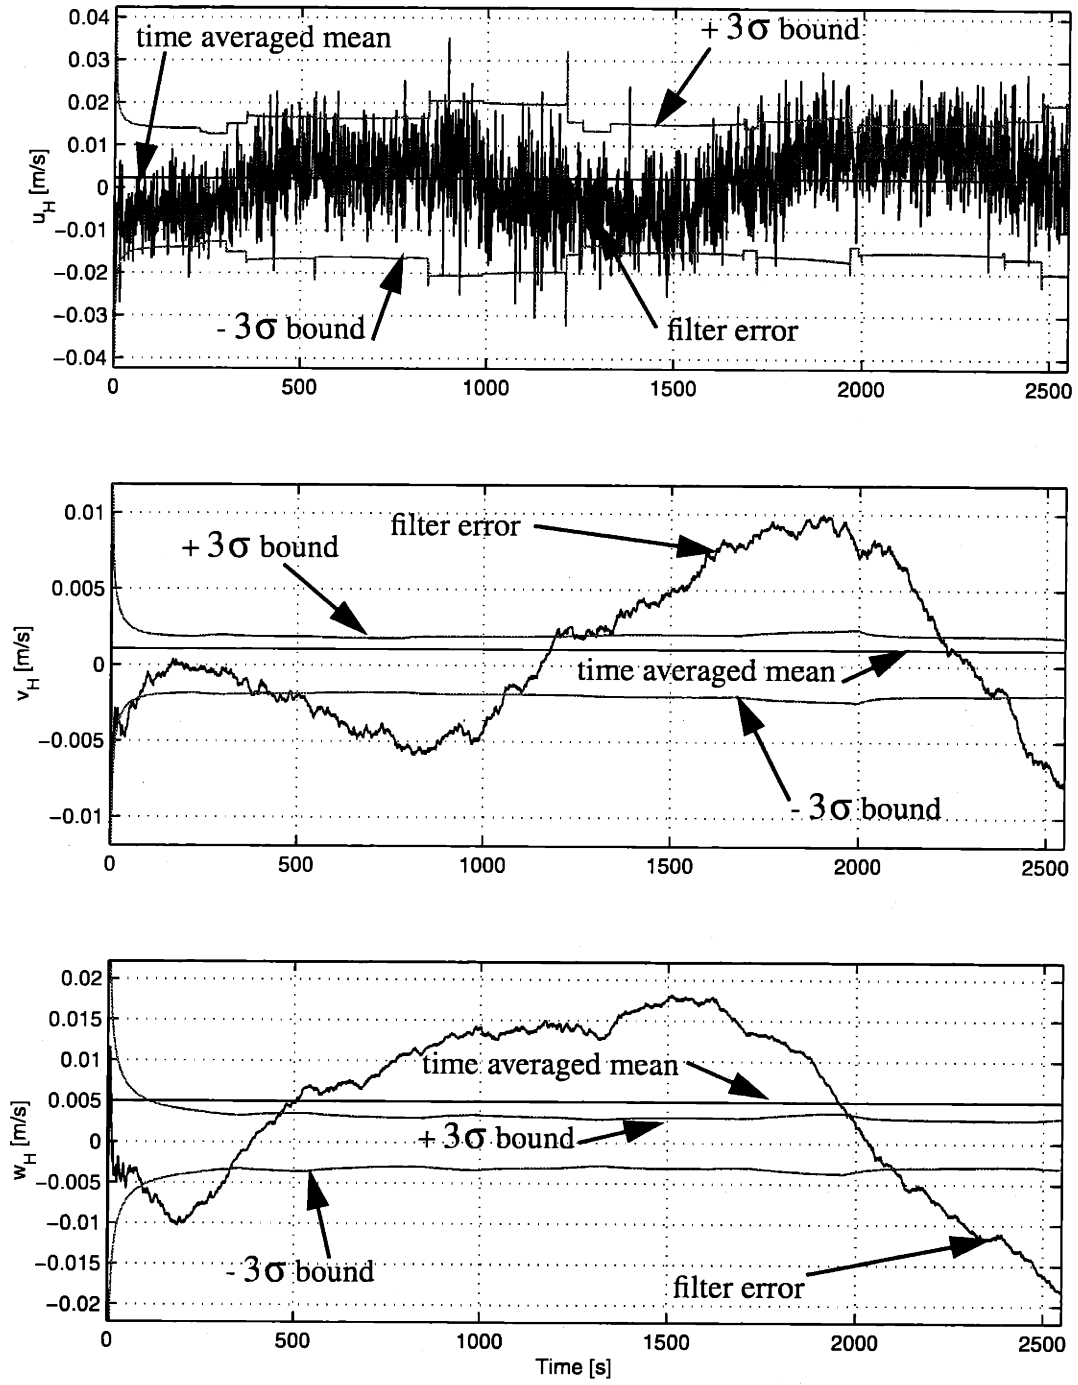 time averaged mean
+ 3σ bound
0.04
0.03
0.02
0.01
0
−0.01
−0.02
−0.03
−0.04
u_H [m/s]
- 3σ bound
filter error
0 500 1000 1500 2000 2500
0.01
0.005
0
−0.005
−0.01
v_H [m/s]
filter error
+ 3σ bound
time averaged mean
- 3σ bound
0 500 1000 1500 2000 2500
0.02
0.015
0.01
0.005
0
−0.005
−0.01
−0.015
−0.02
w_H [m/s]
time averaged mean
+ 3σ bound
- 3σ bound
filter error
0 500 1000 1500 2000 2500
Time [s]